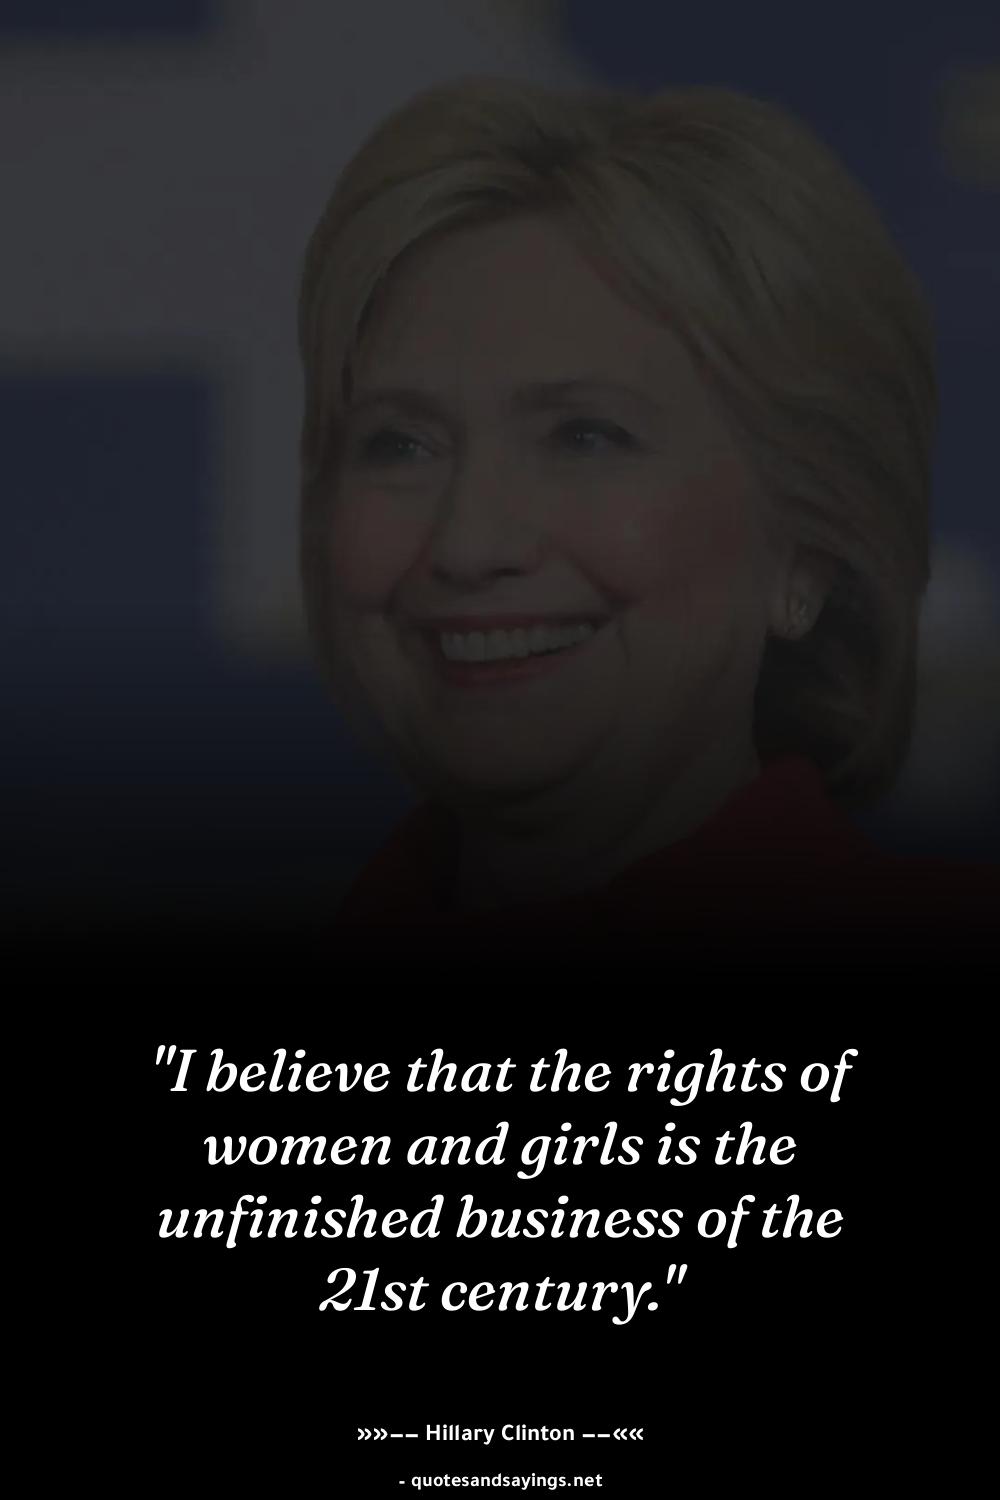 "I believe that the rights of
women and girls is the
unfinished business of the
21st century."
»»−− Hillary Clinton −−««
- quotesandsayings.net